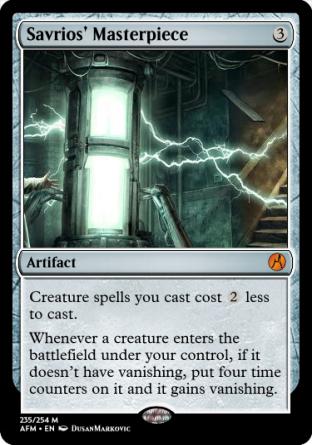 Savrios' Masterpiece 3
Artifact
Creature spells you cast cost 2 less
to cast.
Whenever a creature enters the
battlefield under your control, if it
doesn't have vanishing, put four time
counters on it and it gains vanishing.
235/254 M
AFM • EN DusanMarkovic